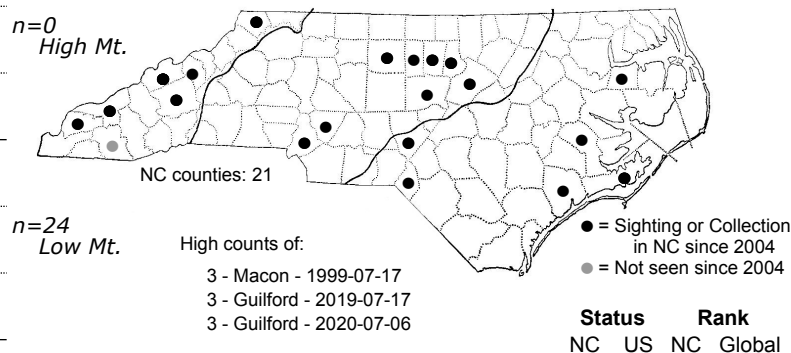 n=0
High Mt.
NC counties: 21
n=24
Low Mt.
High counts of:
3 - Macon - 1999-07-17
3 - Guilford - 2019-07-17
3 - Guilford - 2020-07-06
= Sighting or Collection
in NC since 2004
= Not seen since 2004
Status Rank
NC US NC Global